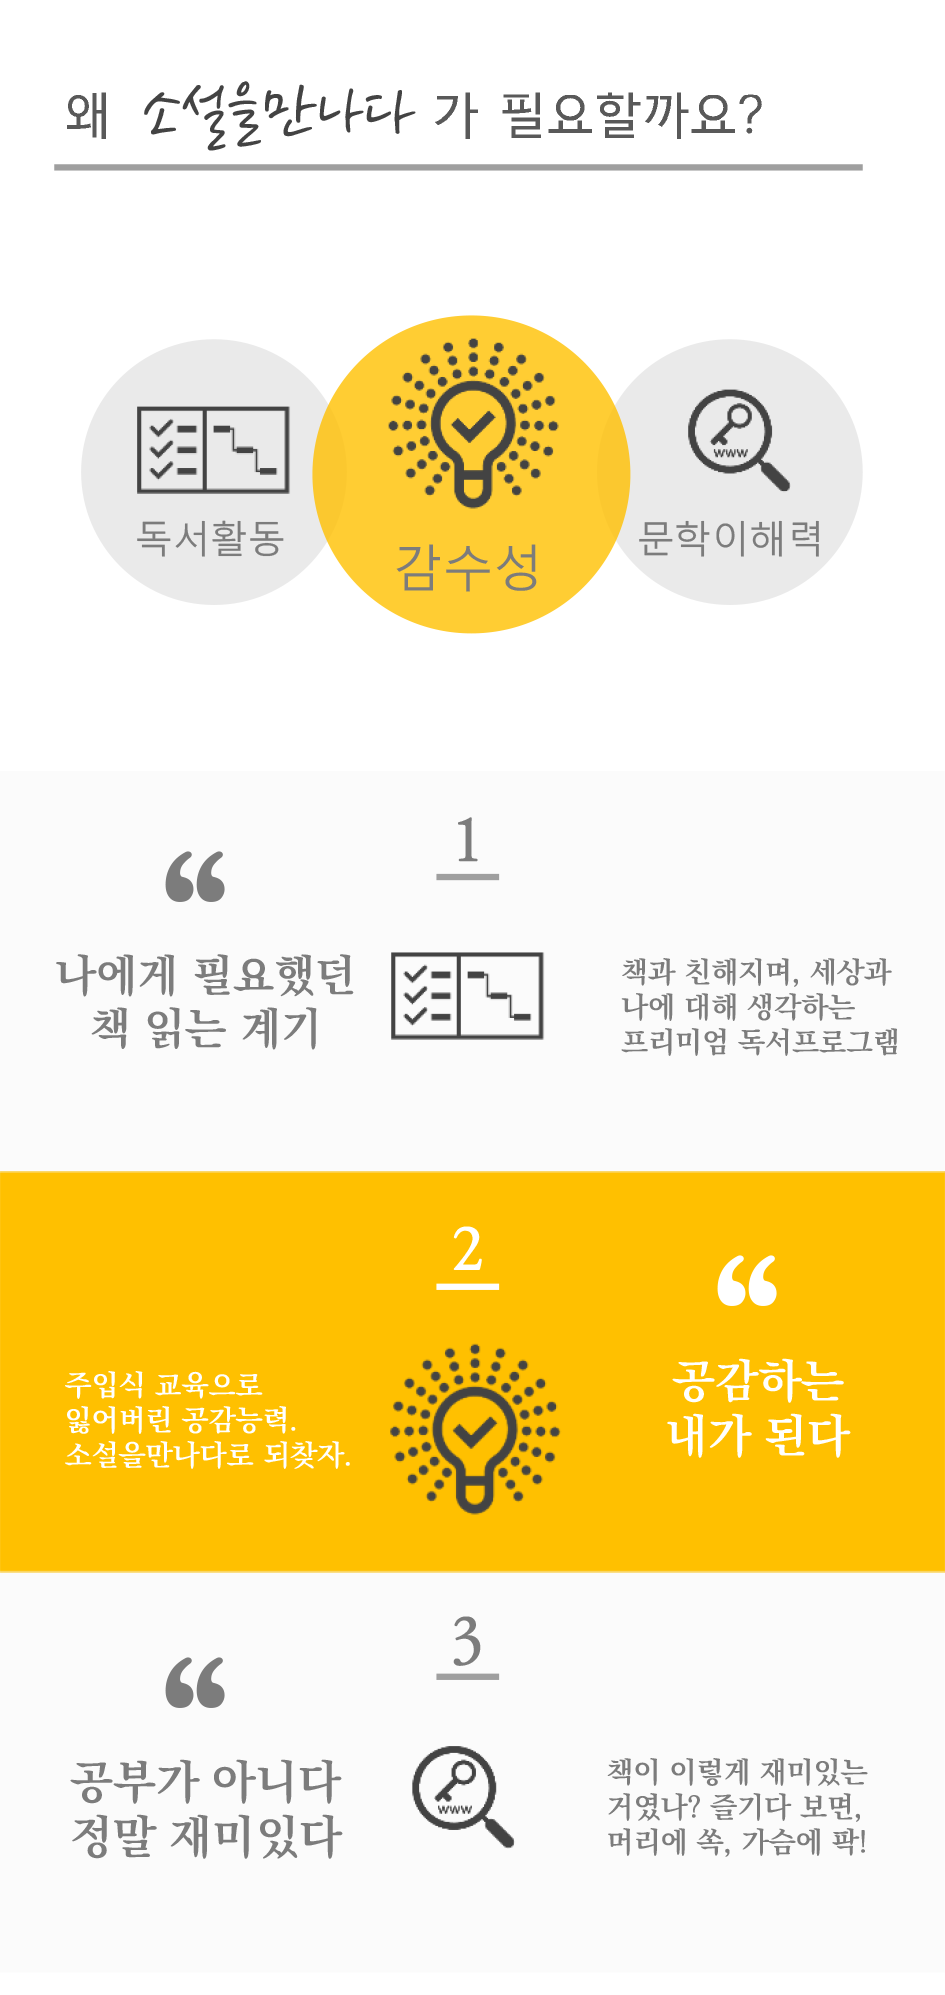 왜 소설을만나다 가 필요할까요?
독서활동
감수성
www
문학이해력
1
“
나에게 필요했던
책 읽는 계기
책과 친해지며, 세상과
나에 대해 생각하는
프리미엄 독서프로그램
2
주입식 교육으로
잃어버린 공감능력.
소설을만나다로 되찾자.
“
공감하는
내가 된다
3
“
공부가 아니다
정말 재미있다
www
책이 이렇게 재미있는
거였나? 즐기다 보면,
머리에 쏙, 가슴에 팍!